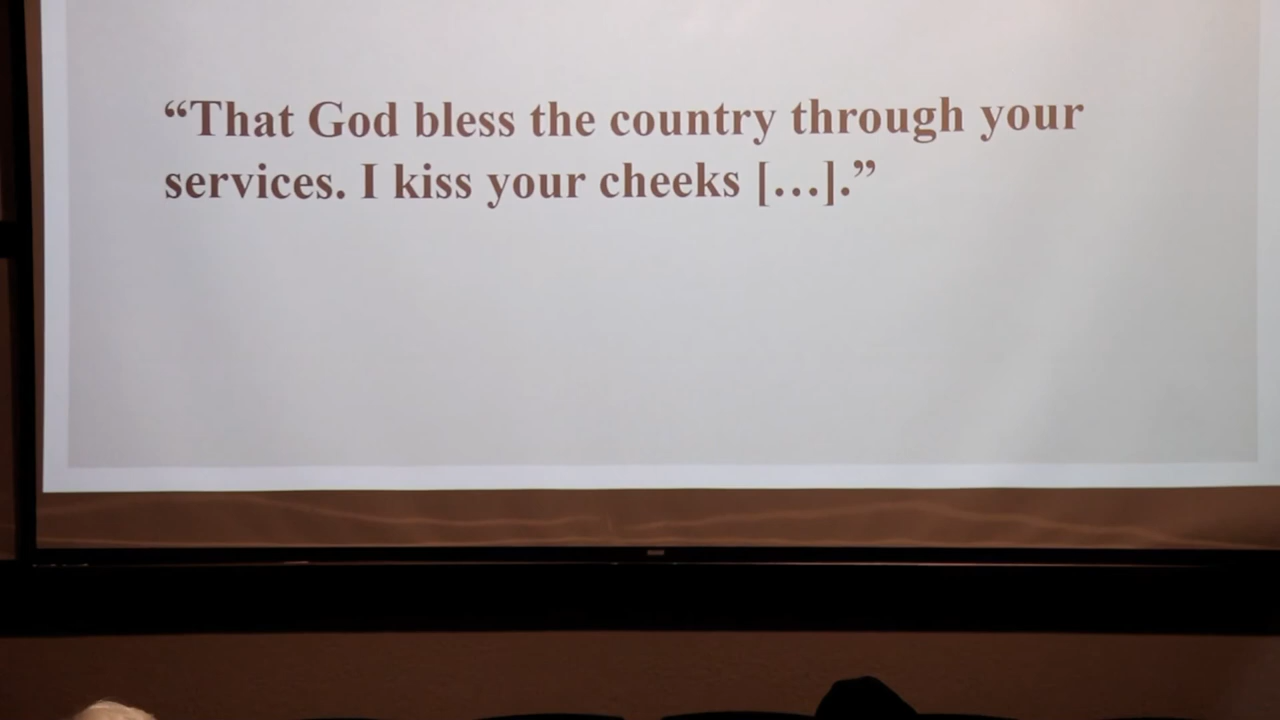 “That God bless the country through your
services. I kiss your cheeks […].”